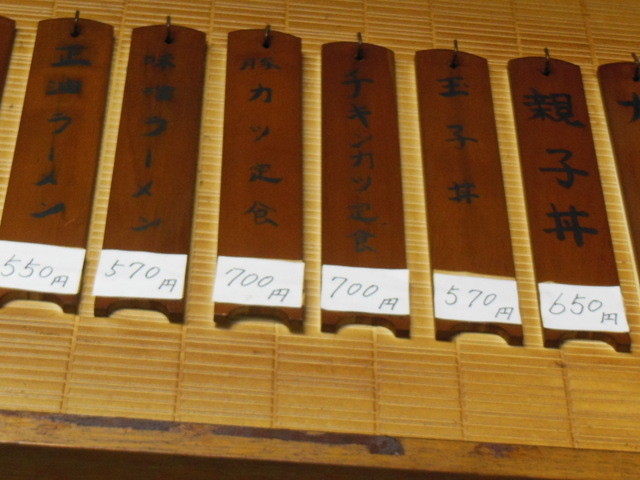 正油ラーメン
550円
味噌ラーメン
570円
豚カツ定食
700円
チキンカツ定食
700円
玉子丼
570円
親子丼
650円